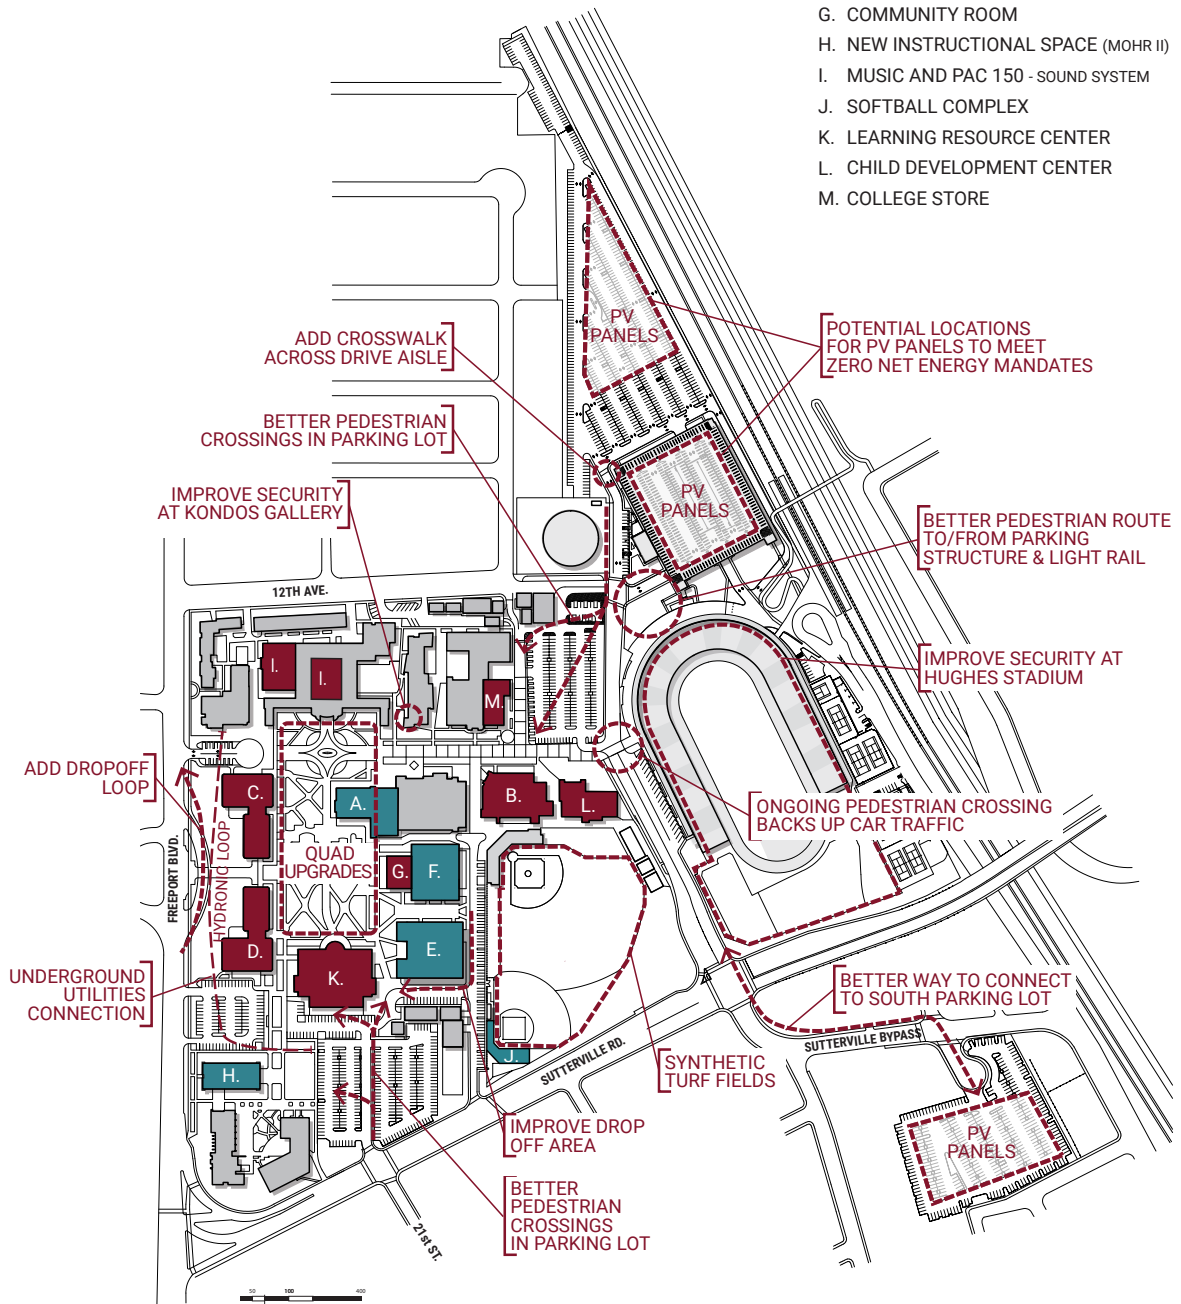 G. COMMUNITY ROOM
H. NEW INSTRUCTIONAL SPACE (MOHR II)
I. MUSIC AND PAC 150 - SOUND SYSTEM
J. SOFTBALL COMPLEX
K. LEARNING RESOURCE CENTER
L. CHILD DEVELOPMENT CENTER
M. COLLEGE STORE
PV
PANELS
POTENTIAL LOCATIONS
FOR PV PANELS TO MEET
ZERO NET ENERGY MANDATES
ADD CROSSWALK
ACROSS DRIVE AISLE
BETTER PEDESTRIAN
CROSSINGS IN PARKING LOT
IMPROVE SECURITY
AT KONDOS GALLERY
PV
PANELS
BETTER PEDESTRIAN ROUTE
TO/FROM PARKING
STRUCTURE & LIGHT RAIL
12TH AVE.
I.
I.
M.
IMPROVE SECURITY AT
HUGHES STADIUM
ADD DROPOFF
LOOP
C.
A.
B.
L.
ONGOING PEDESTRIAN CROSSING
BACKS UP CAR TRAFFIC
FREEPORT BLVD.
HYDRONIC LOOP
QUAD
UPGRADES
G.
F.
D.
E.
K.
UNDERGROUND
UTILITIES
CONNECTION
BETTER WAY TO CONNECT
TO SOUTH PARKING LOT
SUTTERVILLE BYPASS
SUTTERVILLE RD.
J.
H.
SYNTHETIC
TURF FIELDS
IMPROVE DROP
OFF AREA
PV
PANELS
BETTER
PEDESTRIAN
CROSSINGS
IN PARKING LOT
21st ST.
50 100 400